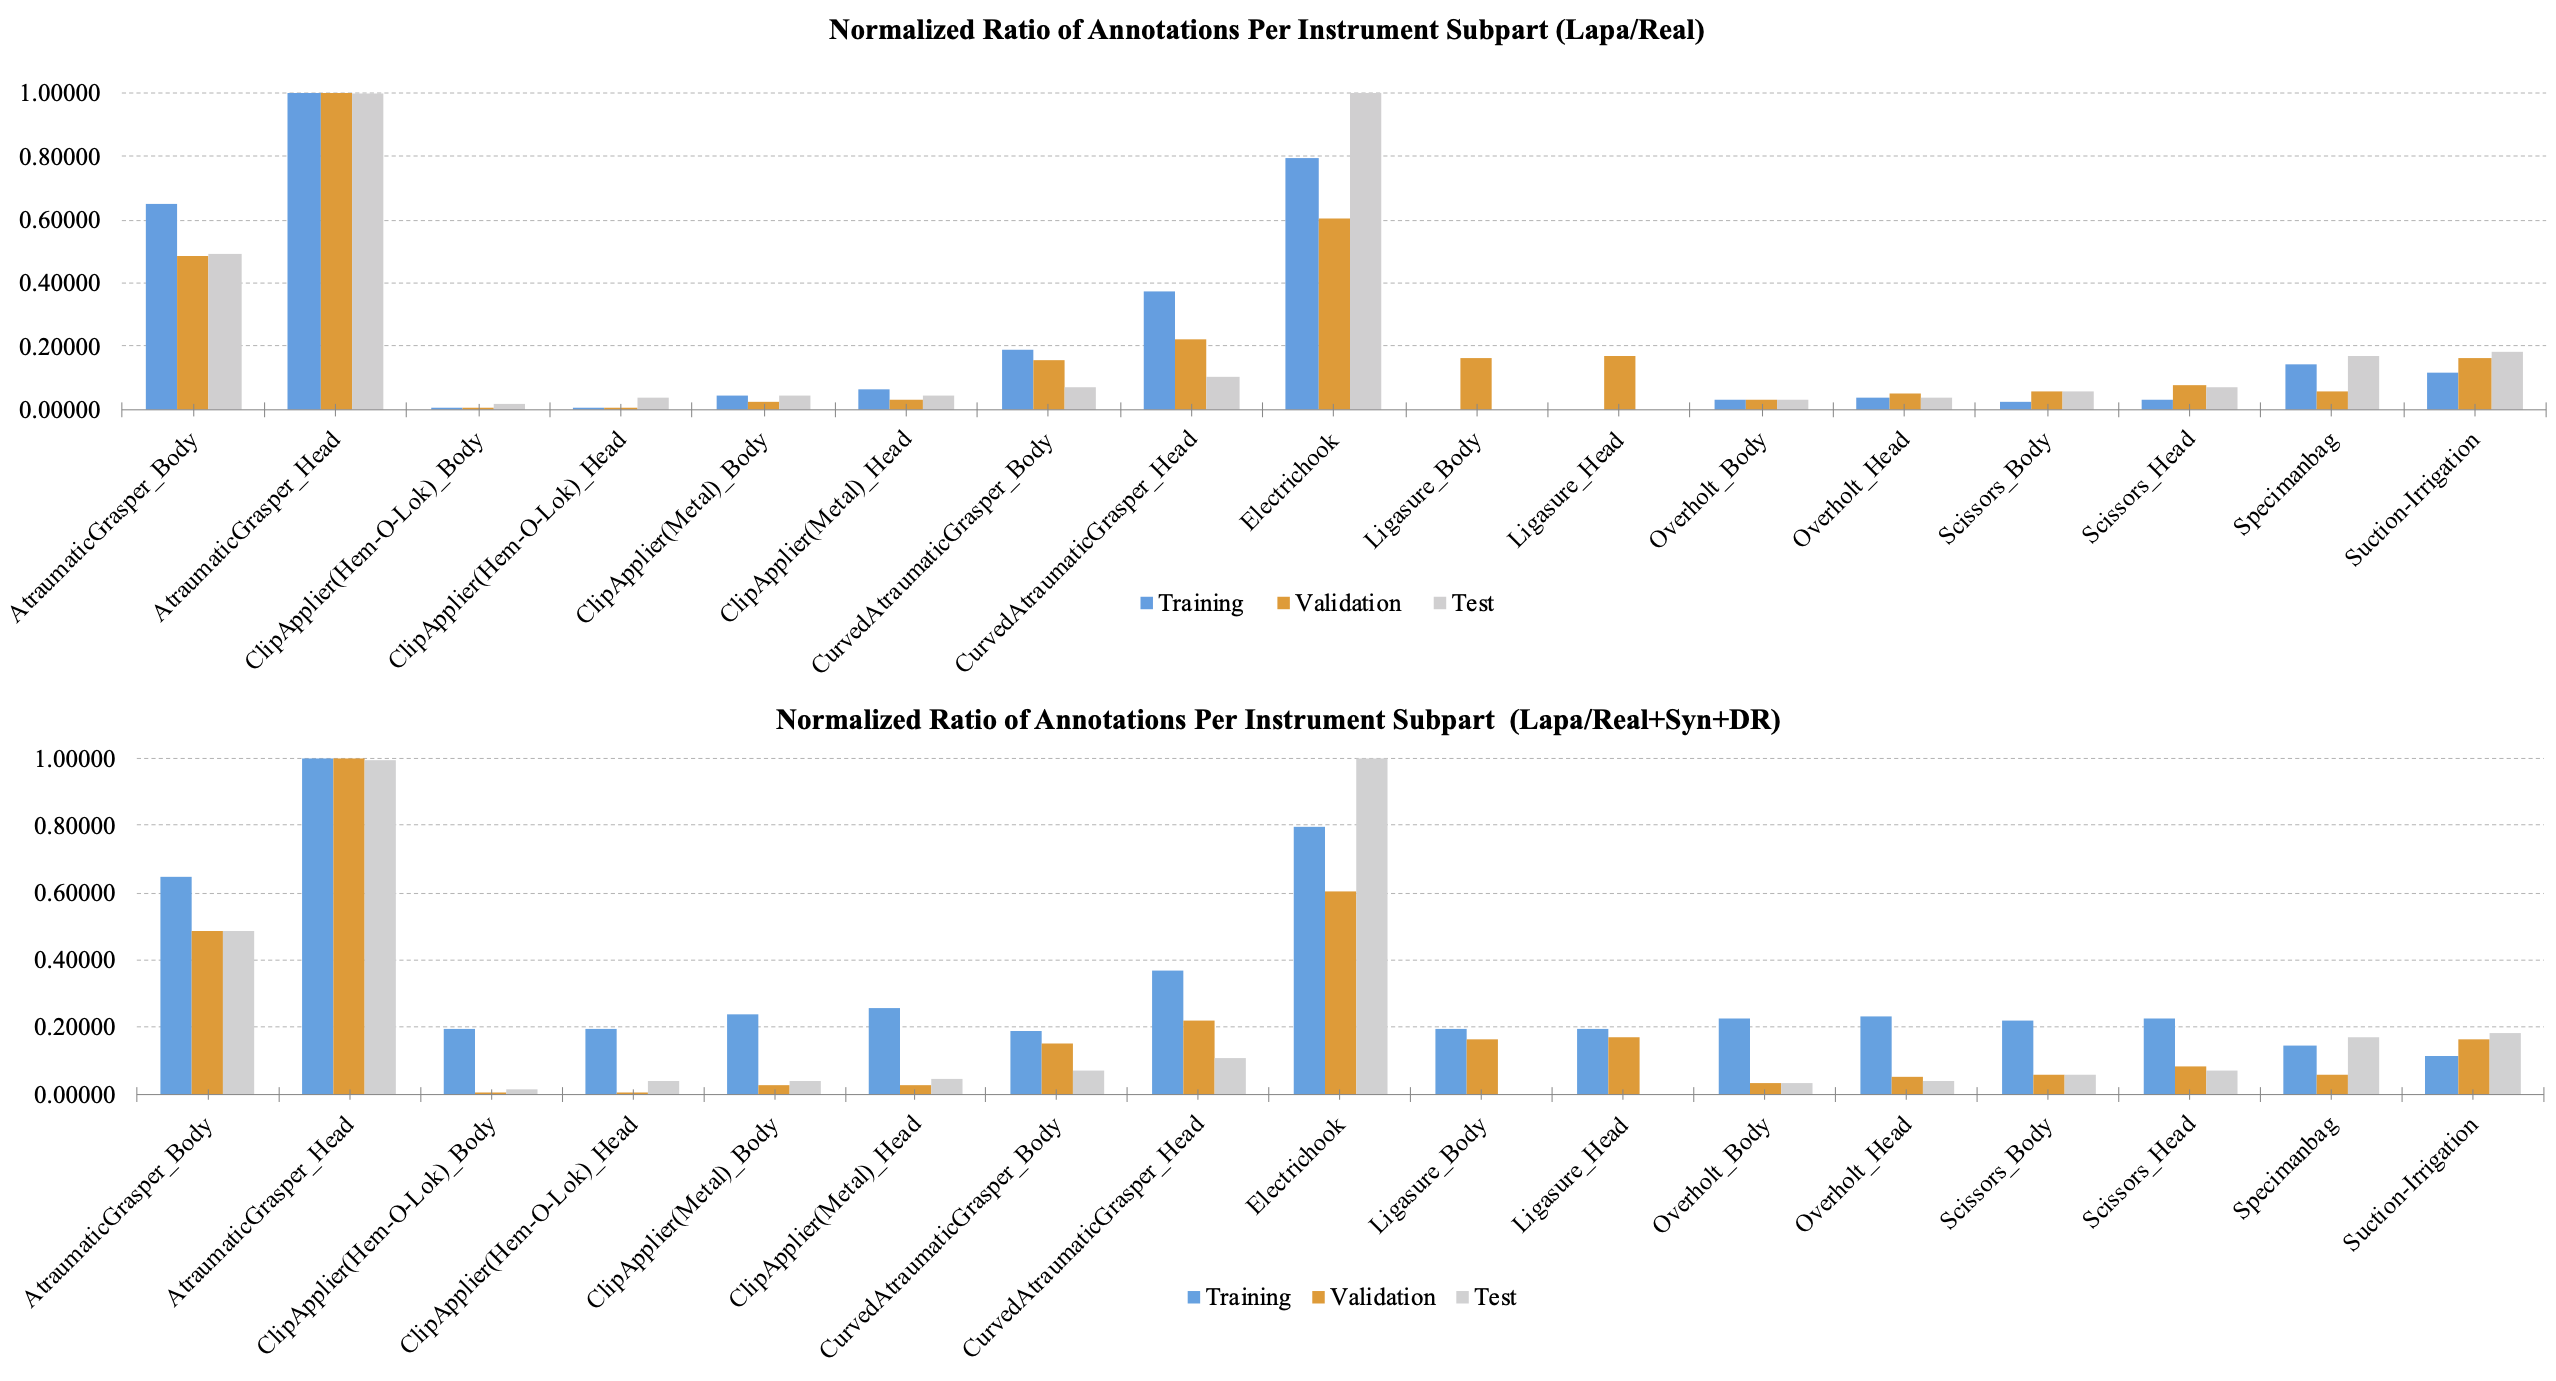 Normalized Ratio of Annotations Per Instrument Subpart (Lapa/Real)
1.00000
0.80000
0.60000
0.40000
0.20000
0.00000
AtraumaticGrasper_Body
AtraumaticGrasper_Head
ClipApplier(Hem-O-Lok)_Body
ClipApplier(Hem-O-Lok)_Head
ClipApplier(Metal)_Body
ClipApplier(Metal)_Head
CurvedAtraumaticGrasper_Body
CurvedAtraumaticGrasper_Head
Electrichook
Ligasure_Body
Ligasure_Head
Overholt_Body
Overholt_Head
Scissors_Body
Scissors_Head
Specimanbag
Suction-Irrigation
Training Validation Test
Normalized Ratio of Annotations Per Instrument Subpart (Lapa/Real+Syn+DR)
1.00000
0.80000
0.60000
0.40000
0.20000
0.00000
AtaumaticGrasper_Body
AtraumaticGrasper_Head
ClipApplier(Hem-O-Lok)_Body
ClipApplier(Hem-O-Lok)_Head
ClipApplier(Metal)_Body
ClipApplier(Metal)_Head
CurvedAtaumaticGrasper_Body
CurvedAtraumaticGrasper_Head
Electrichook
Ligasure_Body
Ligasure_Head
Overholt_Body
Overholt_Head
Scissors_Body
Scissors_Head
Specimanbag
Suction-Irrigation
Training Validation Test